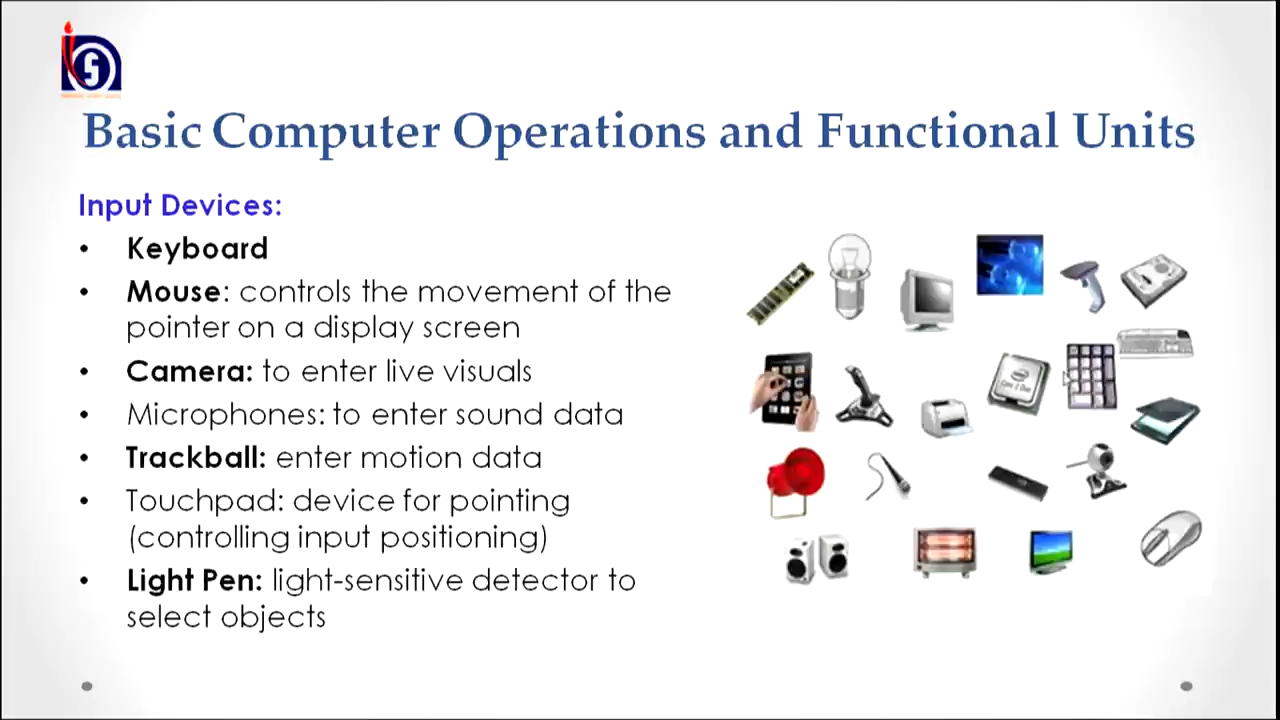 Basic Computer Operations and Functional Units
Input Devices:
• Keyboard
• Mouse: controls the movement of the
pointer on a display screen
• Camera: to enter live visuals
• Microphones: to enter sound data
• Trackball: enter motion data
• Touchpad: device for pointing
(controlling input positioning)
• Light Pen: light-sensitive detector to
select objects